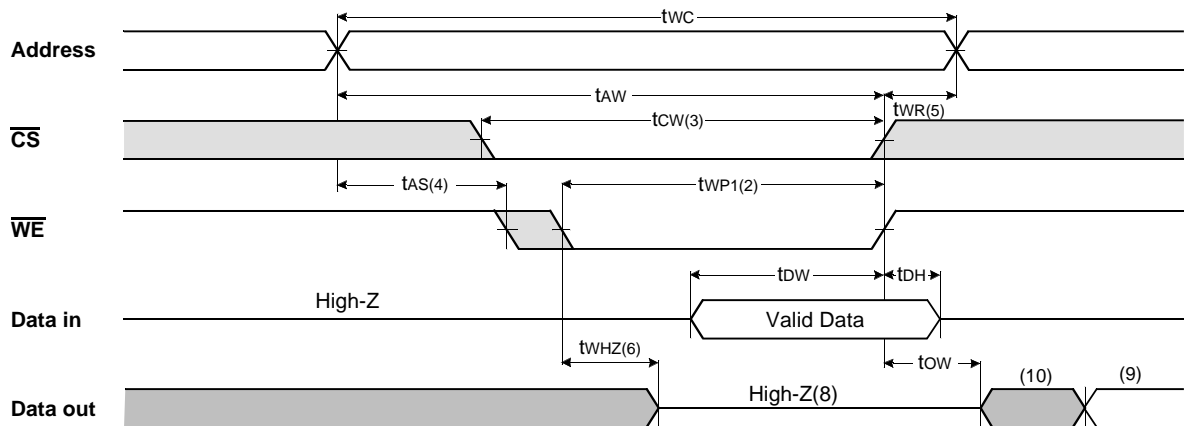 tWC
Address
tAW
tWR(5)
tCW(3)
CS
tAS(4)
tWP1(2)
WE
tDW
tDH
High-Z
Data in
Valid Data
tWHZ(6)
tOW
(10)
(9)
High-Z(8)
Data out